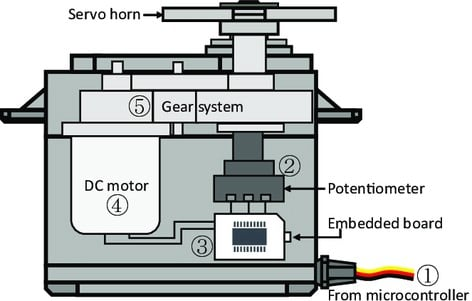 Servo horn
⑤ Gear system
②
DC motor
④
Potentiometer
Embedded board
③
①
From microcontroller